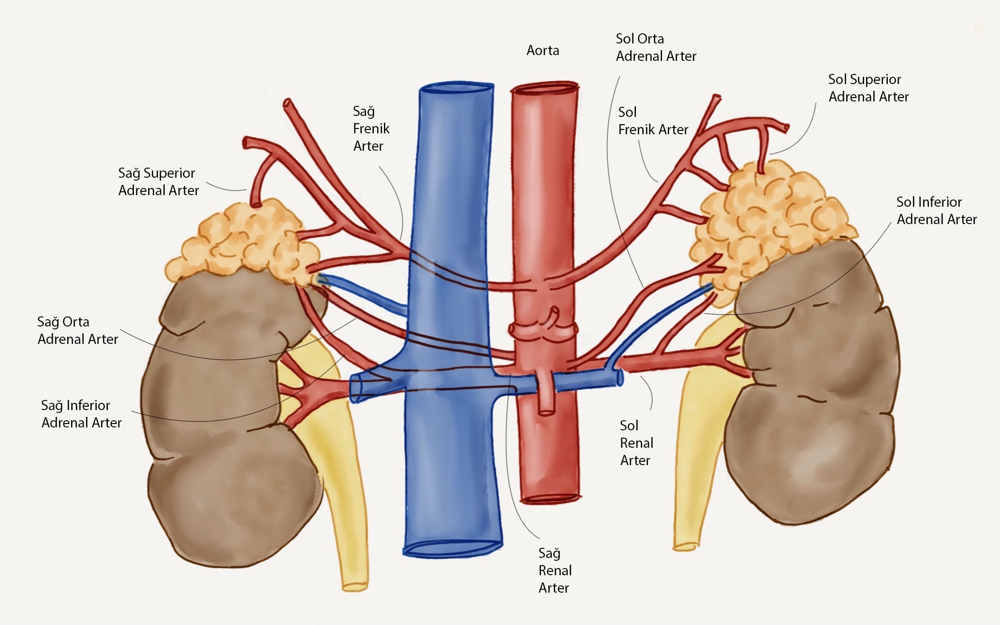 Aorta
Sol Orta
Adrenal Arter
Sol Superior
Adrenal Arter
Sağ
Frenik
Arter
Sol
Frenik Arter
Sağ Superior
Adrenal Arter
Sol Inferior
Adrenal Arter
Sağ Orta
Adrenal Arter
Sağ Inferior
Adrenal Arter
Sol
Renal
Arter
Sağ
Renal
Arter